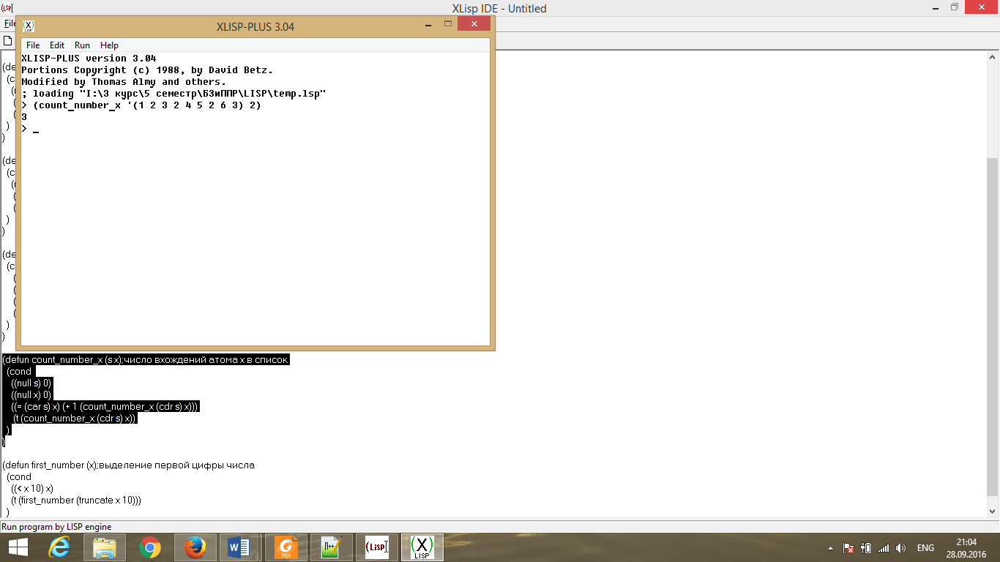 XLisp IDE - Untitled
File
XLISP-PLUS 3.04
File Edit Run Help
XLISP-PLUS version 3.04
Portions Copyright (c) 1988, by David Betz.
Modified by Thomas Almy and others.
; loading "I:\3 курс\5 семестр\БЗиППР\LISP\temp.lsp"
> (count_number_x '(1 2 3 2 4 5 2 6 3) 2)
3
> _
(de
(c
(
(
(
)
)
(de
(c
(
(
(
)
)
(de
(c
(
(
(
(
)
)
(defun count_number_x (s x);число вхождений атома x в список
(cond
((null s) 0)
((null x) 0)
((= (car s) x) (+ 1 (count_number_x (cdr s) x)))
(t (count_number_x (cdr s) x))
)
)
(defun first_number (x);выделение первой цифры числа
(cond
((< x 10) x)
(t (first_number (truncate x 10)))
)
Run program by LISP engine
ENG
21:04
28.09.2016